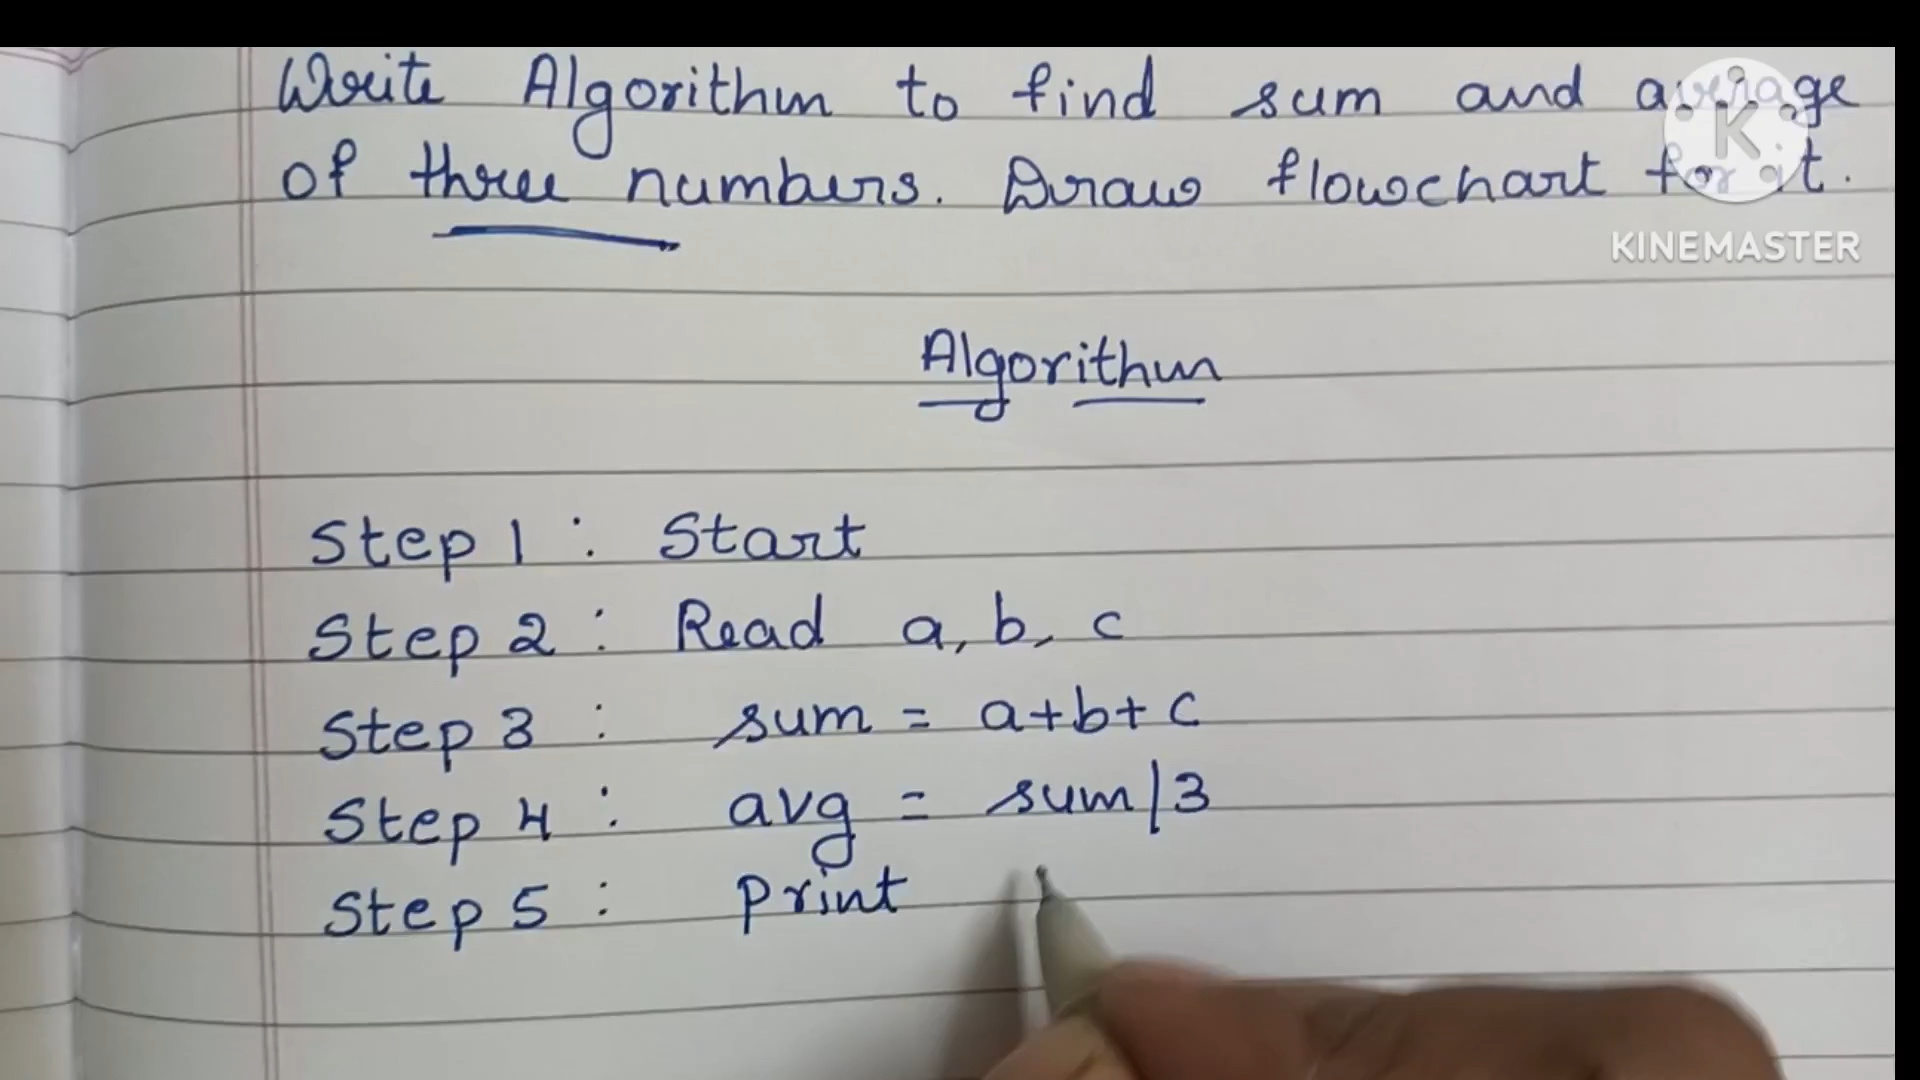 Write Algorithm to find sum and average
of three numbers. Draw flowchart for it.
K
KINEMASTER
Algorithm
Step 1 : Start
Step 2 : Read a, b, c
Step 3 : sum = a+b+c
Step 4 : avg = sum/3
Step 5 : Print